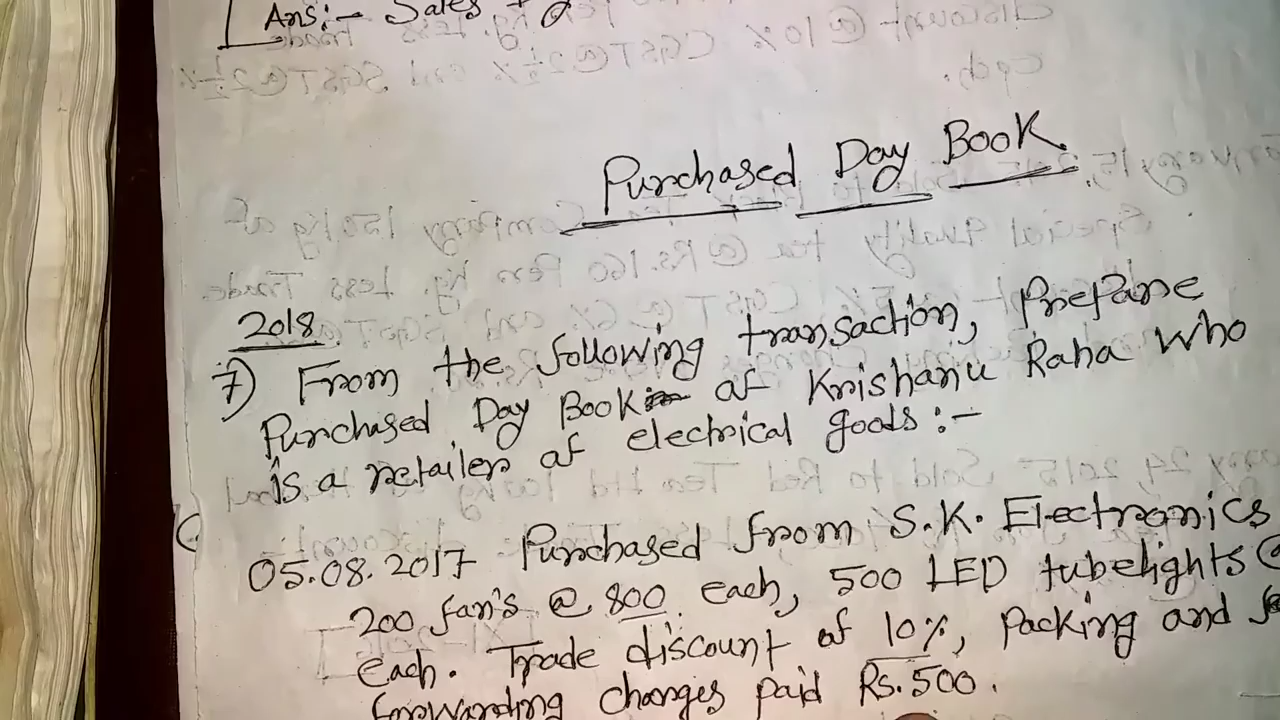 Ans:- Sales
Purchased Day Book
2018
7) From the following transaction, Prepare
Purchased Day Book of Krishanu Raha who
is a retailer of electrical goods :-
05.08.2017 Purchased from S.K. Electronics
200 fan's @ 800 each, 500 LED tubelights @
each. Trade discount of 10%, Packing and
forwarding charges paid Rs. 500.